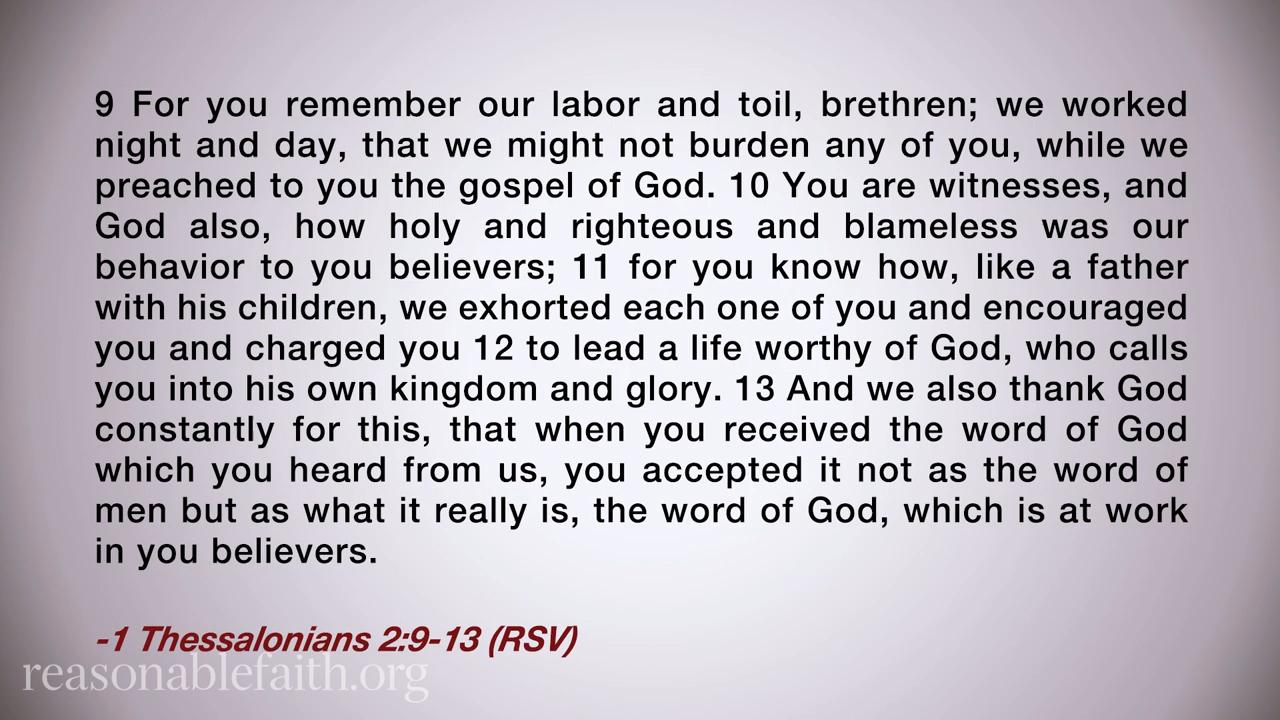 9 For you remember our labor and toil, brethren; we worked
night and day, that we might not burden any of you, while we
preached to you the gospel of God. 10 You are witnesses, and
God also, how holy and righteous and blameless was our
behavior to you believers; 11 for you know how, like a father
with his children, we exhorted each one of you and encouraged
you and charged you 12 to lead a life worthy of God, who calls
you into his own kingdom and glory. 13 And we also thank God
constantly for this, that when you received the word of God
which you heard from us, you accepted it not as the word of
men but as what it really is, the word of God, which is at work
in you believers.
-1 Thessalonians 2:9-13 (RSV)
reasonablefaith.org